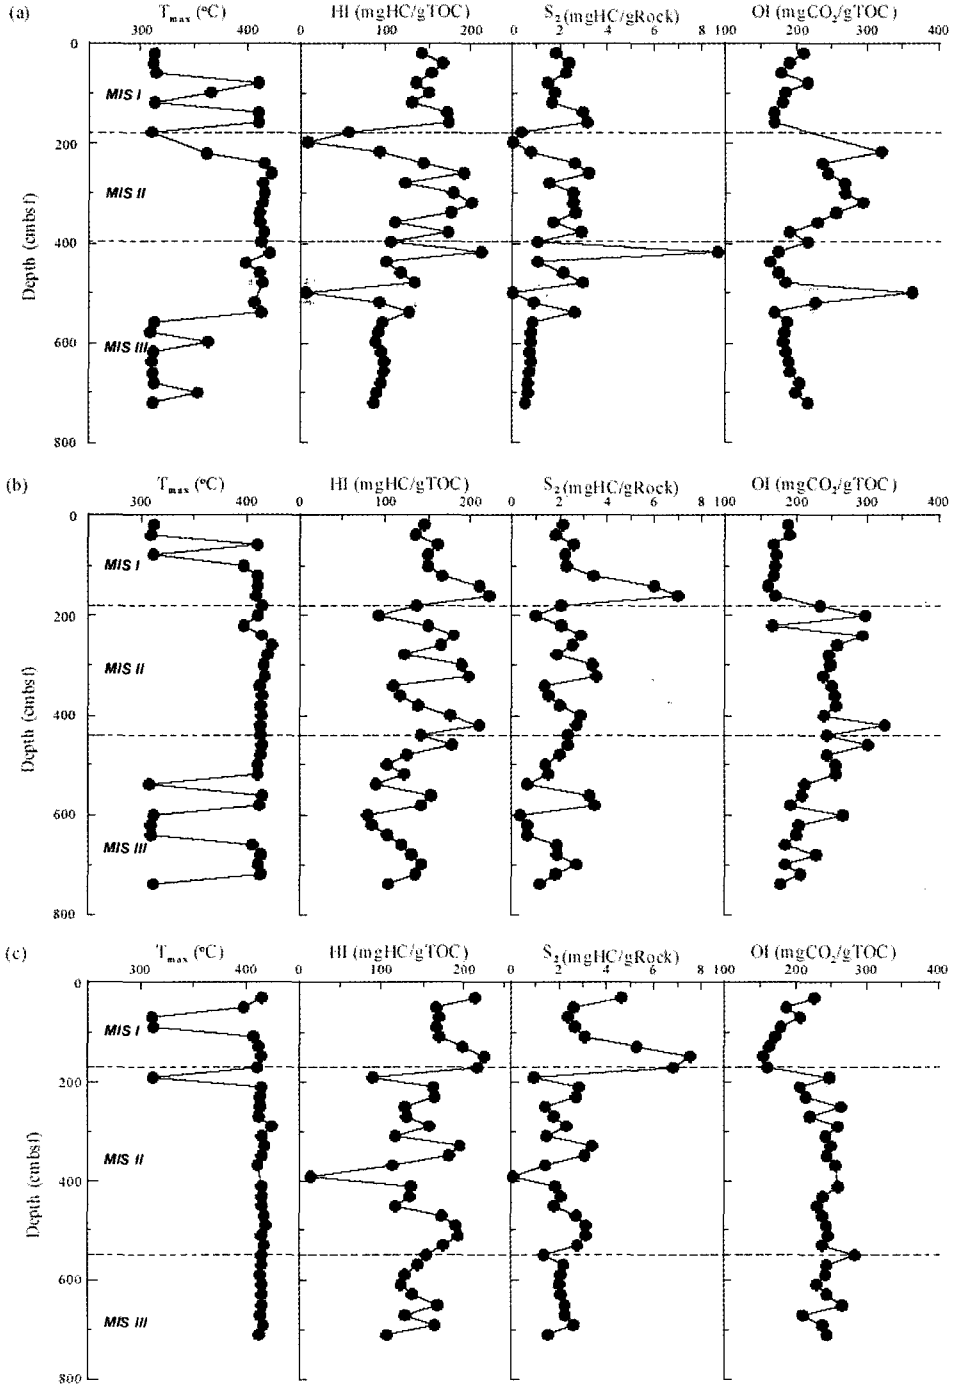 (a) T max (°C) HI (mgHC/gTOC) S2 (mgHC/gRock) OI (mgCO2/gTOC)
300 400 0 100 200 0 2 4 6 8 100 200 300 400
0
MIS I
200
MIS II
400
Depth (cmbsf)
600
MIS III
800
(b) T max (°C) HI (mgHC/gTOC) S2 (mgHC/gRock) OI (mgCO2/gTOC)
300 400 0 100 200 0 2 4 6 8 100 200 300 400
0
MIS I
200
MIS II
400
Depth (cmbsf)
600
MIS III
800
(c) T max (°C) HI (mgHC/gTOC) S2 (mgHC/gRock) OI (mgCO2/gTOC)
300 400 0 100 200 0 2 4 6 8 100 200 300 400
0
MIS I
200
MIS II
400
Depth (cmbsf)
600
MIS III
800